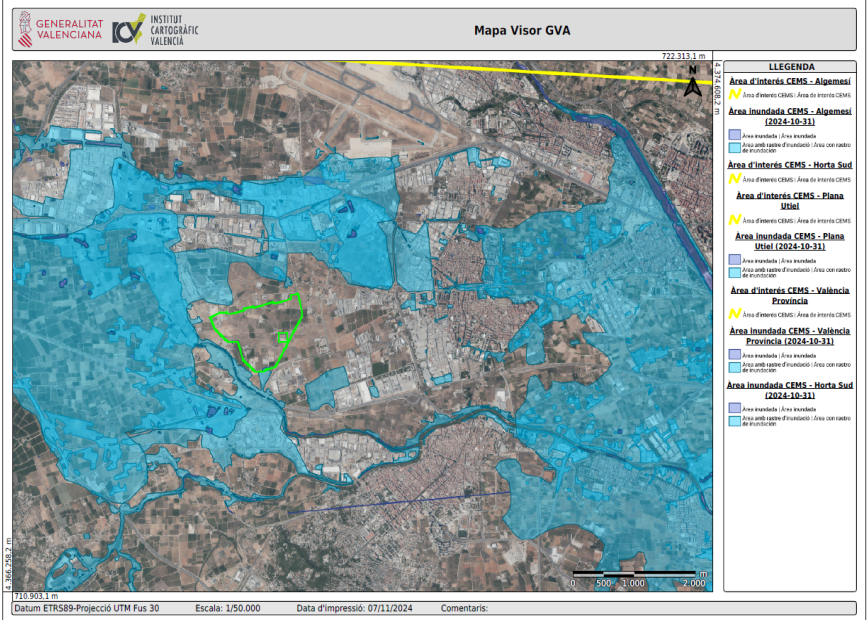 GENERALITAT
VALENCIANA
INSTITUT
CARTOGRÀFIC
VALENCIÀ
Mapa Visor GVA
722.313,1 m
4.374.608,2 m
N
LLEGENDA
Àrea d'interés CEMS - Algemesí
Àrea d'interés CEMS | Área de interés CEMS
Àrea inundada CEMS - Algemesí
(2024-10-31)
Àrea inundada | Área inundada
Àrea amb rastre d'inundació | Área con rastro
de inundación
Àrea d'interés CEMS - Horta Sud
Àrea d'interés CEMS | Área de interés CEMS
Àrea d'interés CEMS - Plana
Utiel
Àrea d'interés CEMS | Área de interés CEMS
Àrea inundada CEMS - Plana
Utiel (2024-10-31)
Àrea inundada | Área inundada
Àrea amb rastre d'inundació | Área con rastro
de inundación
Àrea d'interés CEMS - València
Província
Àrea d'interés CEMS | Área de interés CEMS
Àrea inundada CEMS - València
Província (2024-10-31)
Àrea inundada | Área inundada
Àrea amb rastre d'inundació | Área con rastro
de inundación
Àrea inundada CEMS - Horta Sud
(2024-10-31)
Àrea inundada | Área inundada
Àrea amb rastre d'inundació | Área con rastro
de inundación
4.366.258,2 m
m
0 500 1.000 2.000
710.903,1 m
Datum ETRS89-Projecció UTM Fus 30 Escala: 1/50.000 Data d'impressió: 07/11/2024 Comentaris: